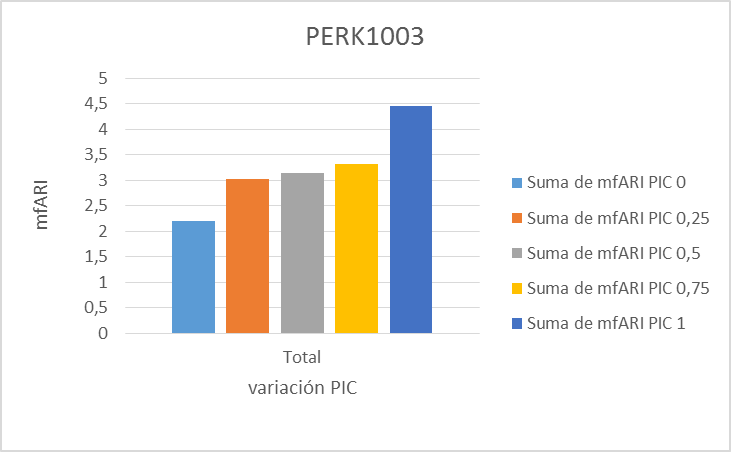 PERK1003
5
4,5
4
3,5
3
2,5
2
1,5
1
0,5
0
mfARI
Total
variación PIC
Suma de mfARI PIC 0
Suma de mfARI PIC 0,25
Suma de mfARI PIC 0,5
Suma de mfARI PIC 0,75
Suma de mfARI PIC 1